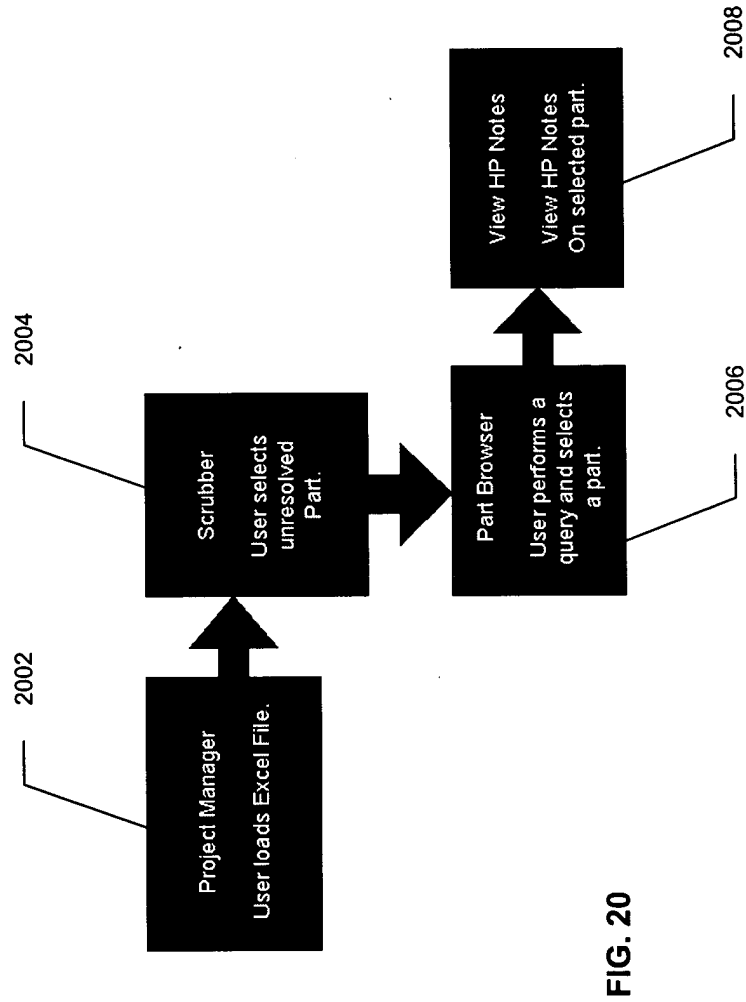 2002
Project Manager
User loads Excel File.
2004
Scrubber
User selects
unresolved
Part.
Part Browser
User performs a
query and selects
a part.
2006
View HP Notes
View HP Notes
On selected part.
2008
FIG. 20